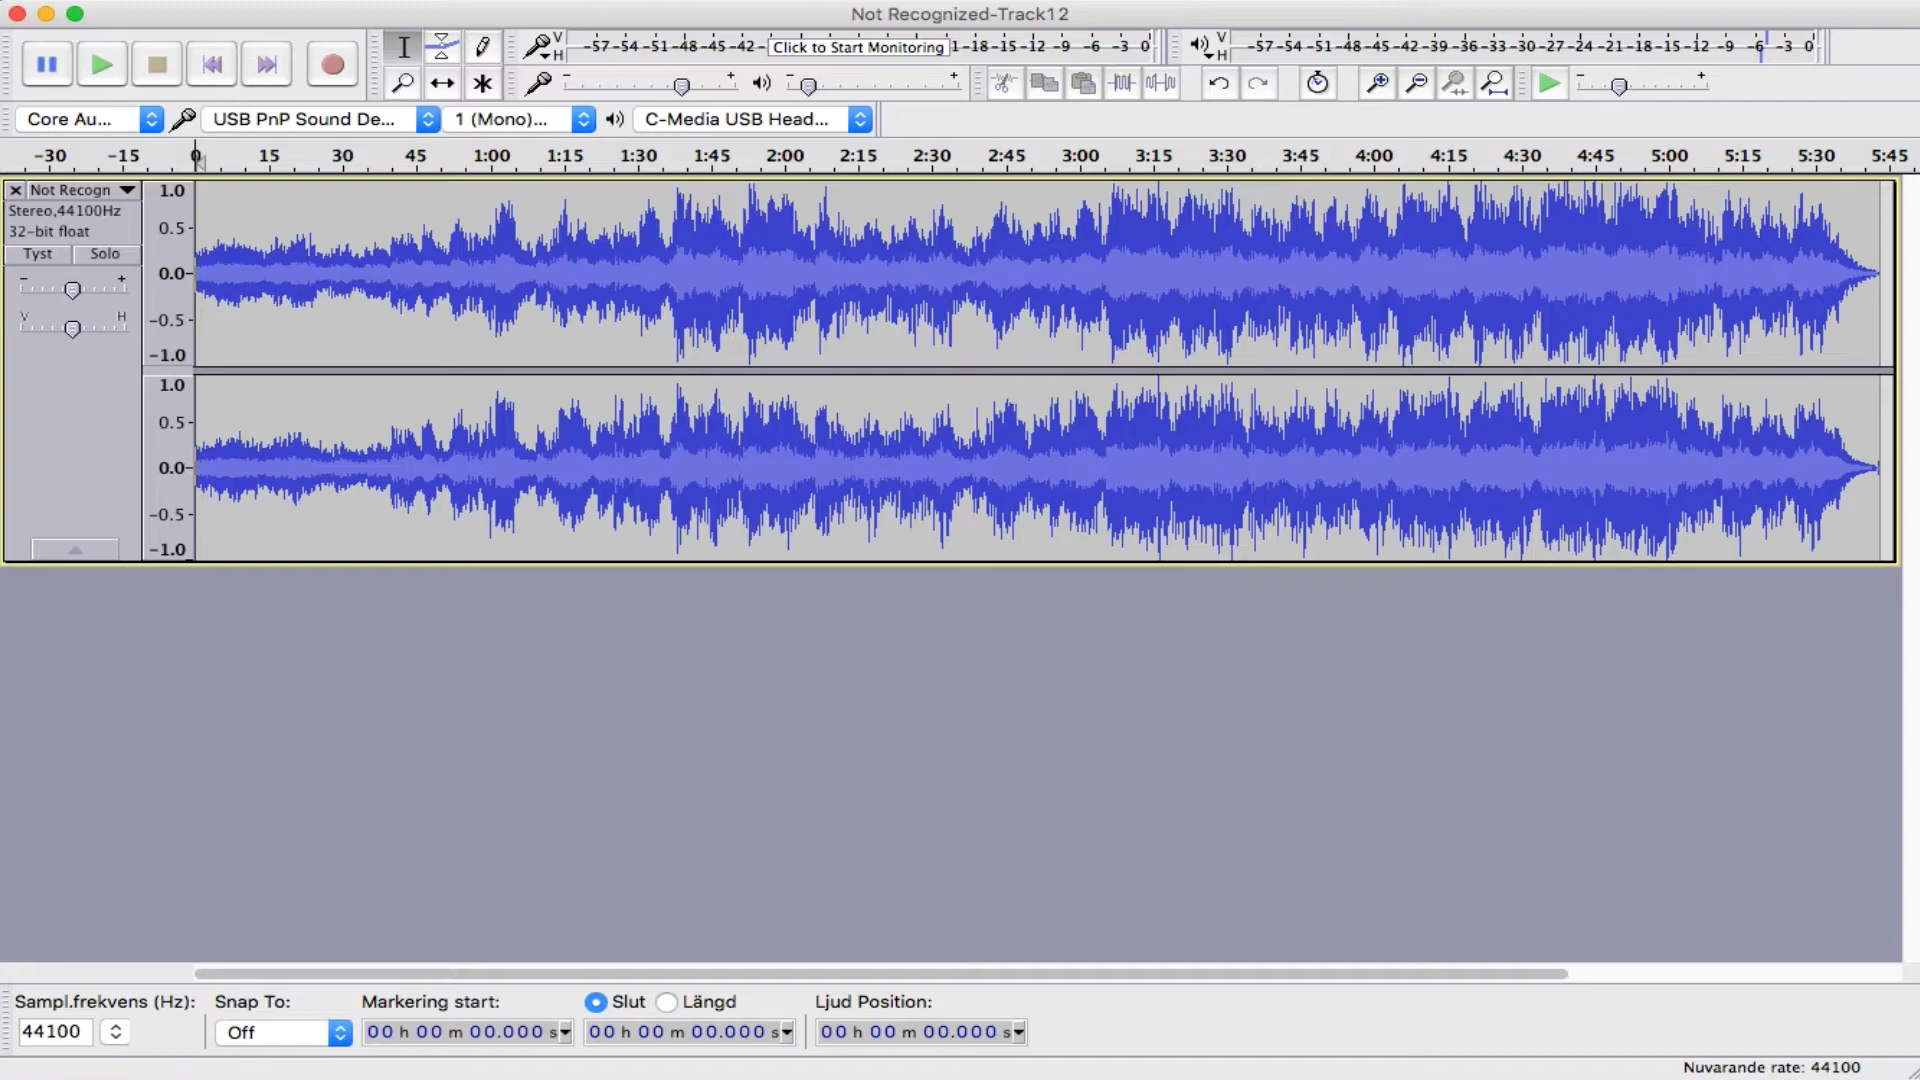 Not Recognized-Track12
V
H
-57 -54 -51 -48 -45 -42 - Click to Start Monitoring 1 -18 -15 -12 -9 -6 -3 0
V
H
-57 -54 -51 -48 -45 -42 -39 -36 -33 -30 -27 -24 -21 -18 -15 -12 -9 -6 -3 0
- + - + - +
Core Au... USB PnP Sound De... 1 (Mono)... C-Media USB Head...
-30 -15 0 15 30 45 1:00 1:15 1:30 1:45 2:00 2:15 2:30 2:45 3:00 3:15 3:30 3:45 4:00 4:15 4:30 4:45 5:00 5:15 5:30 5:45
Not Recogn
Stereo,44100Hz
32-bit float
Tyst Solo
- +
V H
1.0
0.5
0.0
-0.5
-1.0
1.0
0.5
0.0
-0.5
-1.0
Sampl.frekvens (Hz): Snap To: Markering start: Slut Längd Ljud Position:
44100 Off 00 h 00 m 00.000 s 00 h 00 m 00.000 s 00 h 00 m 00.000 s
Nuvarande rate: 44100